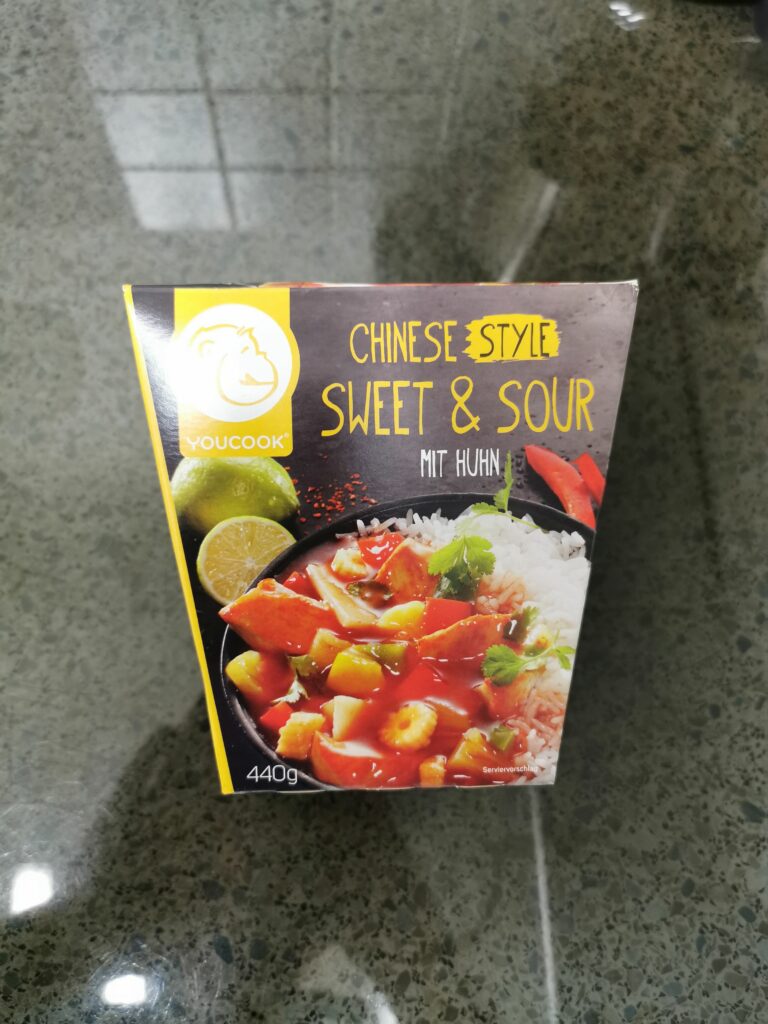 YOUCOOK®
CHINESE STYLE
SWEET & SOUR
MIT HUHN
440g
Serviervorschlag